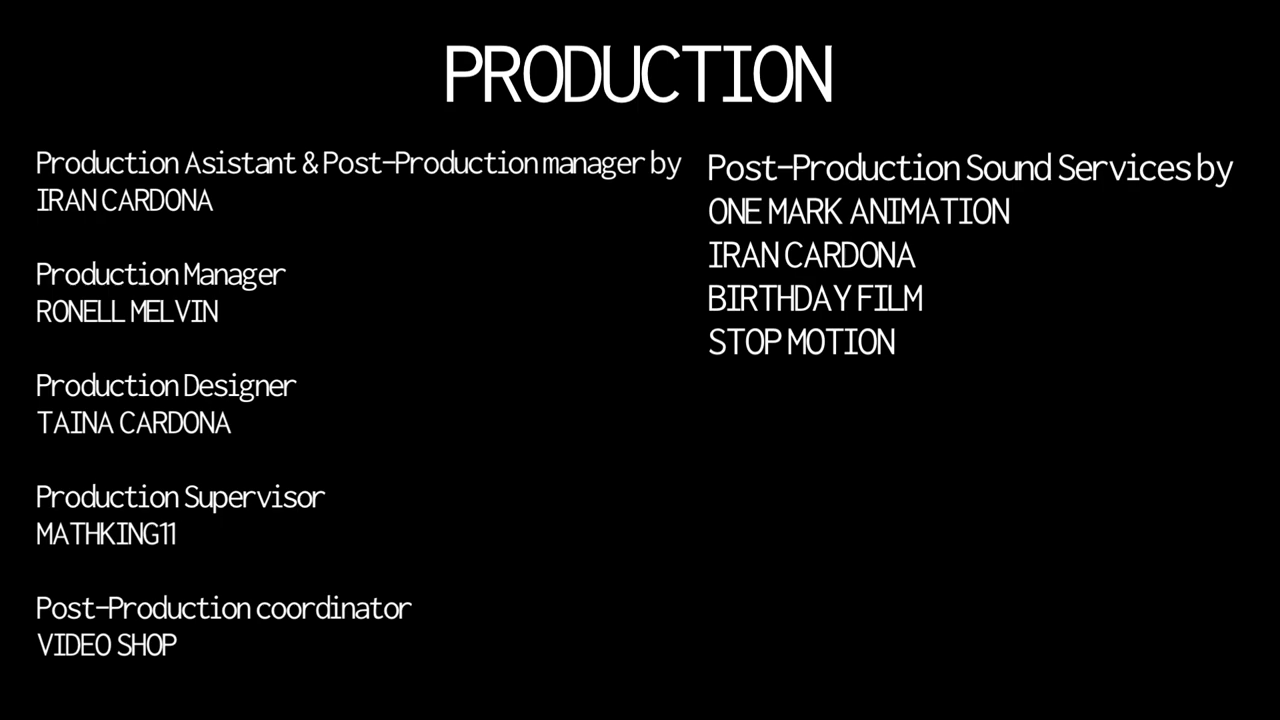 PRODUCTION
Production Asistant & Post-Production manager by
IRAN CARDONA
Production Manager
RONELL MELVIN
Production Designer
TAINA CARDONA
Production Supervisor
MATHKING11
Post-Production coordinator
VIDEO SHOP
Post-Production Sound Services by
ONE MARK ANIMATION
IRAN CARDONA
BIRTHDAY FILM
STOP MOTION